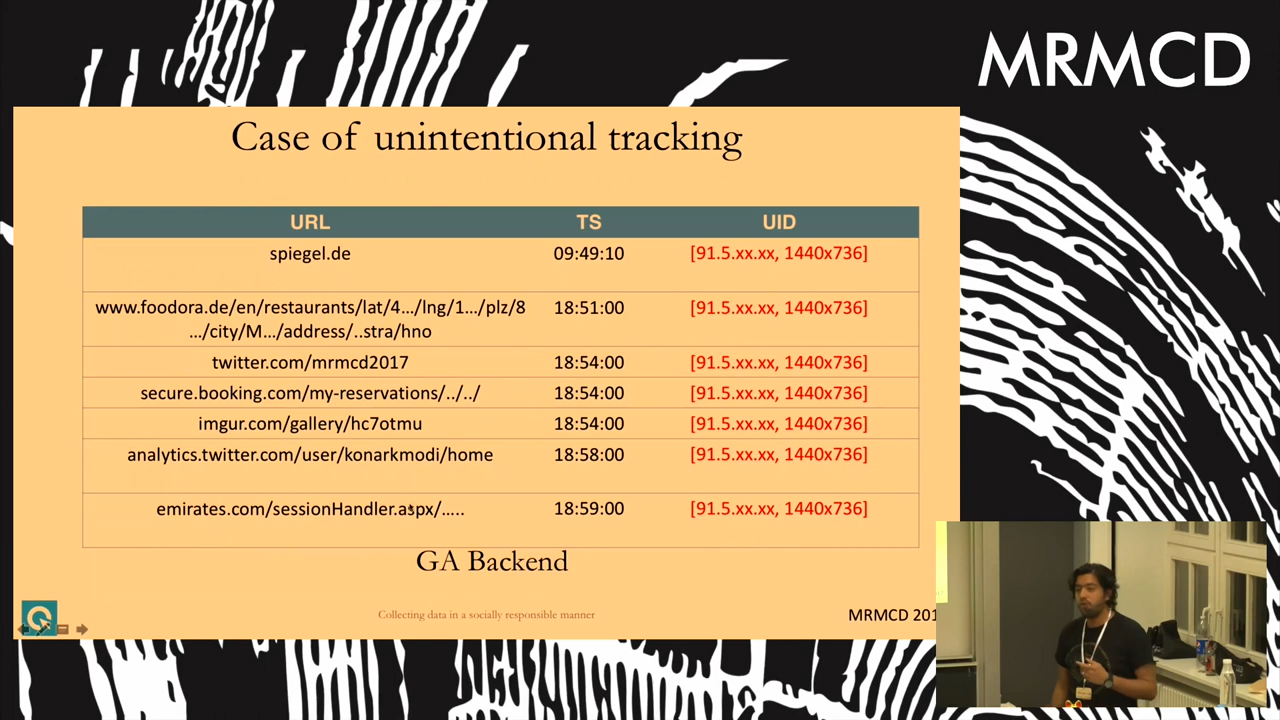 MRMCD
Case of unintentional tracking
URL TS UID
spiegel.de 09:49:10 [91.5.xx.xx, 1440x736]
www.foodora.de/en/restaurants/lat/4.../lng/1.../plz/8 18:51:00 [91.5.xx.xx, 1440x736]
.../city/M.../address/..stra/hno
twitter.com/mrmcd2017 18:54:00 [91.5.xx.xx, 1440x736]
secure.booking.com/my-reservations/../../ 18:54:00 [91.5.xx.xx, 1440x736]
imgur.com/gallery/hc7otmu 18:54:00 [91.5.xx.xx, 1440x736]
analytics.twitter.com/user/konarkmodi/home 18:58:00 [91.5.xx.xx, 1440x736]
emirates.com/sessionHandler.aspx/..... 18:59:00 [91.5.xx.xx, 1440x736]
GA Backend
Collecting data in a socially responsible manner
MRMCD 201